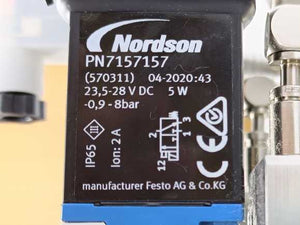 Nordson
PN7157157
(570311) 04-2020:43
23,5-28 V DC 5 W
-0,9 - 8bar
IP65
Ion: 2 A
2
1
3
12
CE
manufacturer Festo AG & Co.KG